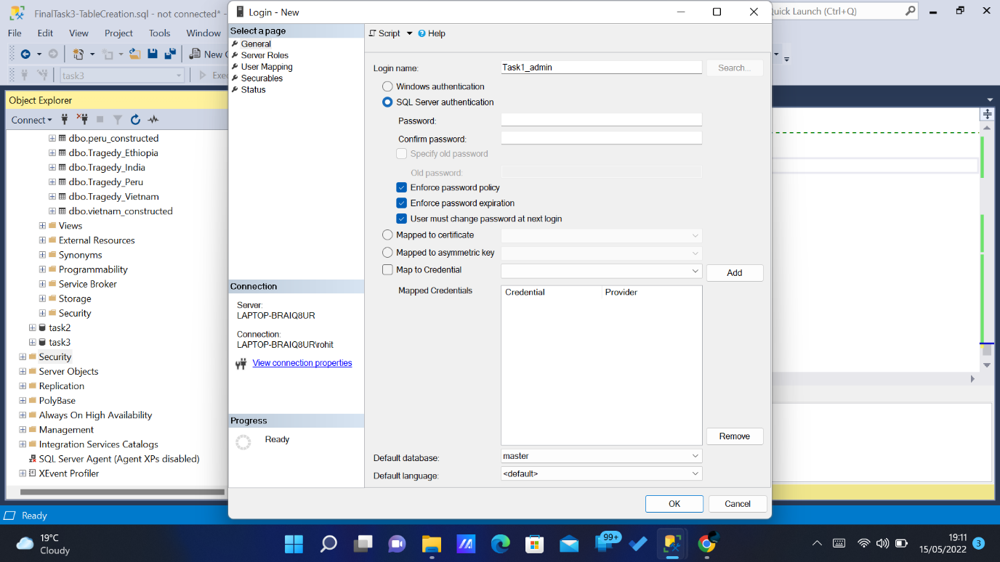 FinalTask3-TableCreation.sql - not connected* -
Quick Launch (Ctrl+Q)
File Edit View Project Tools Window
New
task3
Exec
Object Explorer
Connect
dbo.peru_constructed
dbo.Tragedy_Ethiopia
dbo.Tragedy_India
dbo.Tragedy_Peru
dbo.Tragedy_Vietnam
dbo.vietnam_constructed
Views
External Resources
Synonyms
Programmability
Service Broker
Storage
Security
task2
task3
Security
Server Objects
Replication
PolyBase
Always On High Availability
Management
Integration Services Catalogs
SQL Server Agent (Agent XPs disabled)
XEvent Profiler
Login - New
Select a page
General
Server Roles
User Mapping
Securables
Status
Connection
Server:
LAPTOP-BRAIQ8UR
Connection:
LAPTOP-BRAIQ8UR\rohit
View connection properties
Progress
Ready
Script Help
Login name: Task1_admin Search...
Windows authentication
SQL Server authentication
Password:
Confirm password:
Specify old password
Old password:
Enforce password policy
Enforce password expiration
User must change password at next login
Mapped to certificate
Mapped to asymmetric key
Map to Credential Add
Mapped Credentials Credential Provider
Remove
Default database: master
Default language: <default>
OK Cancel
Ready
19°C
Cloudy
99+
19:11
15/05/2022
3